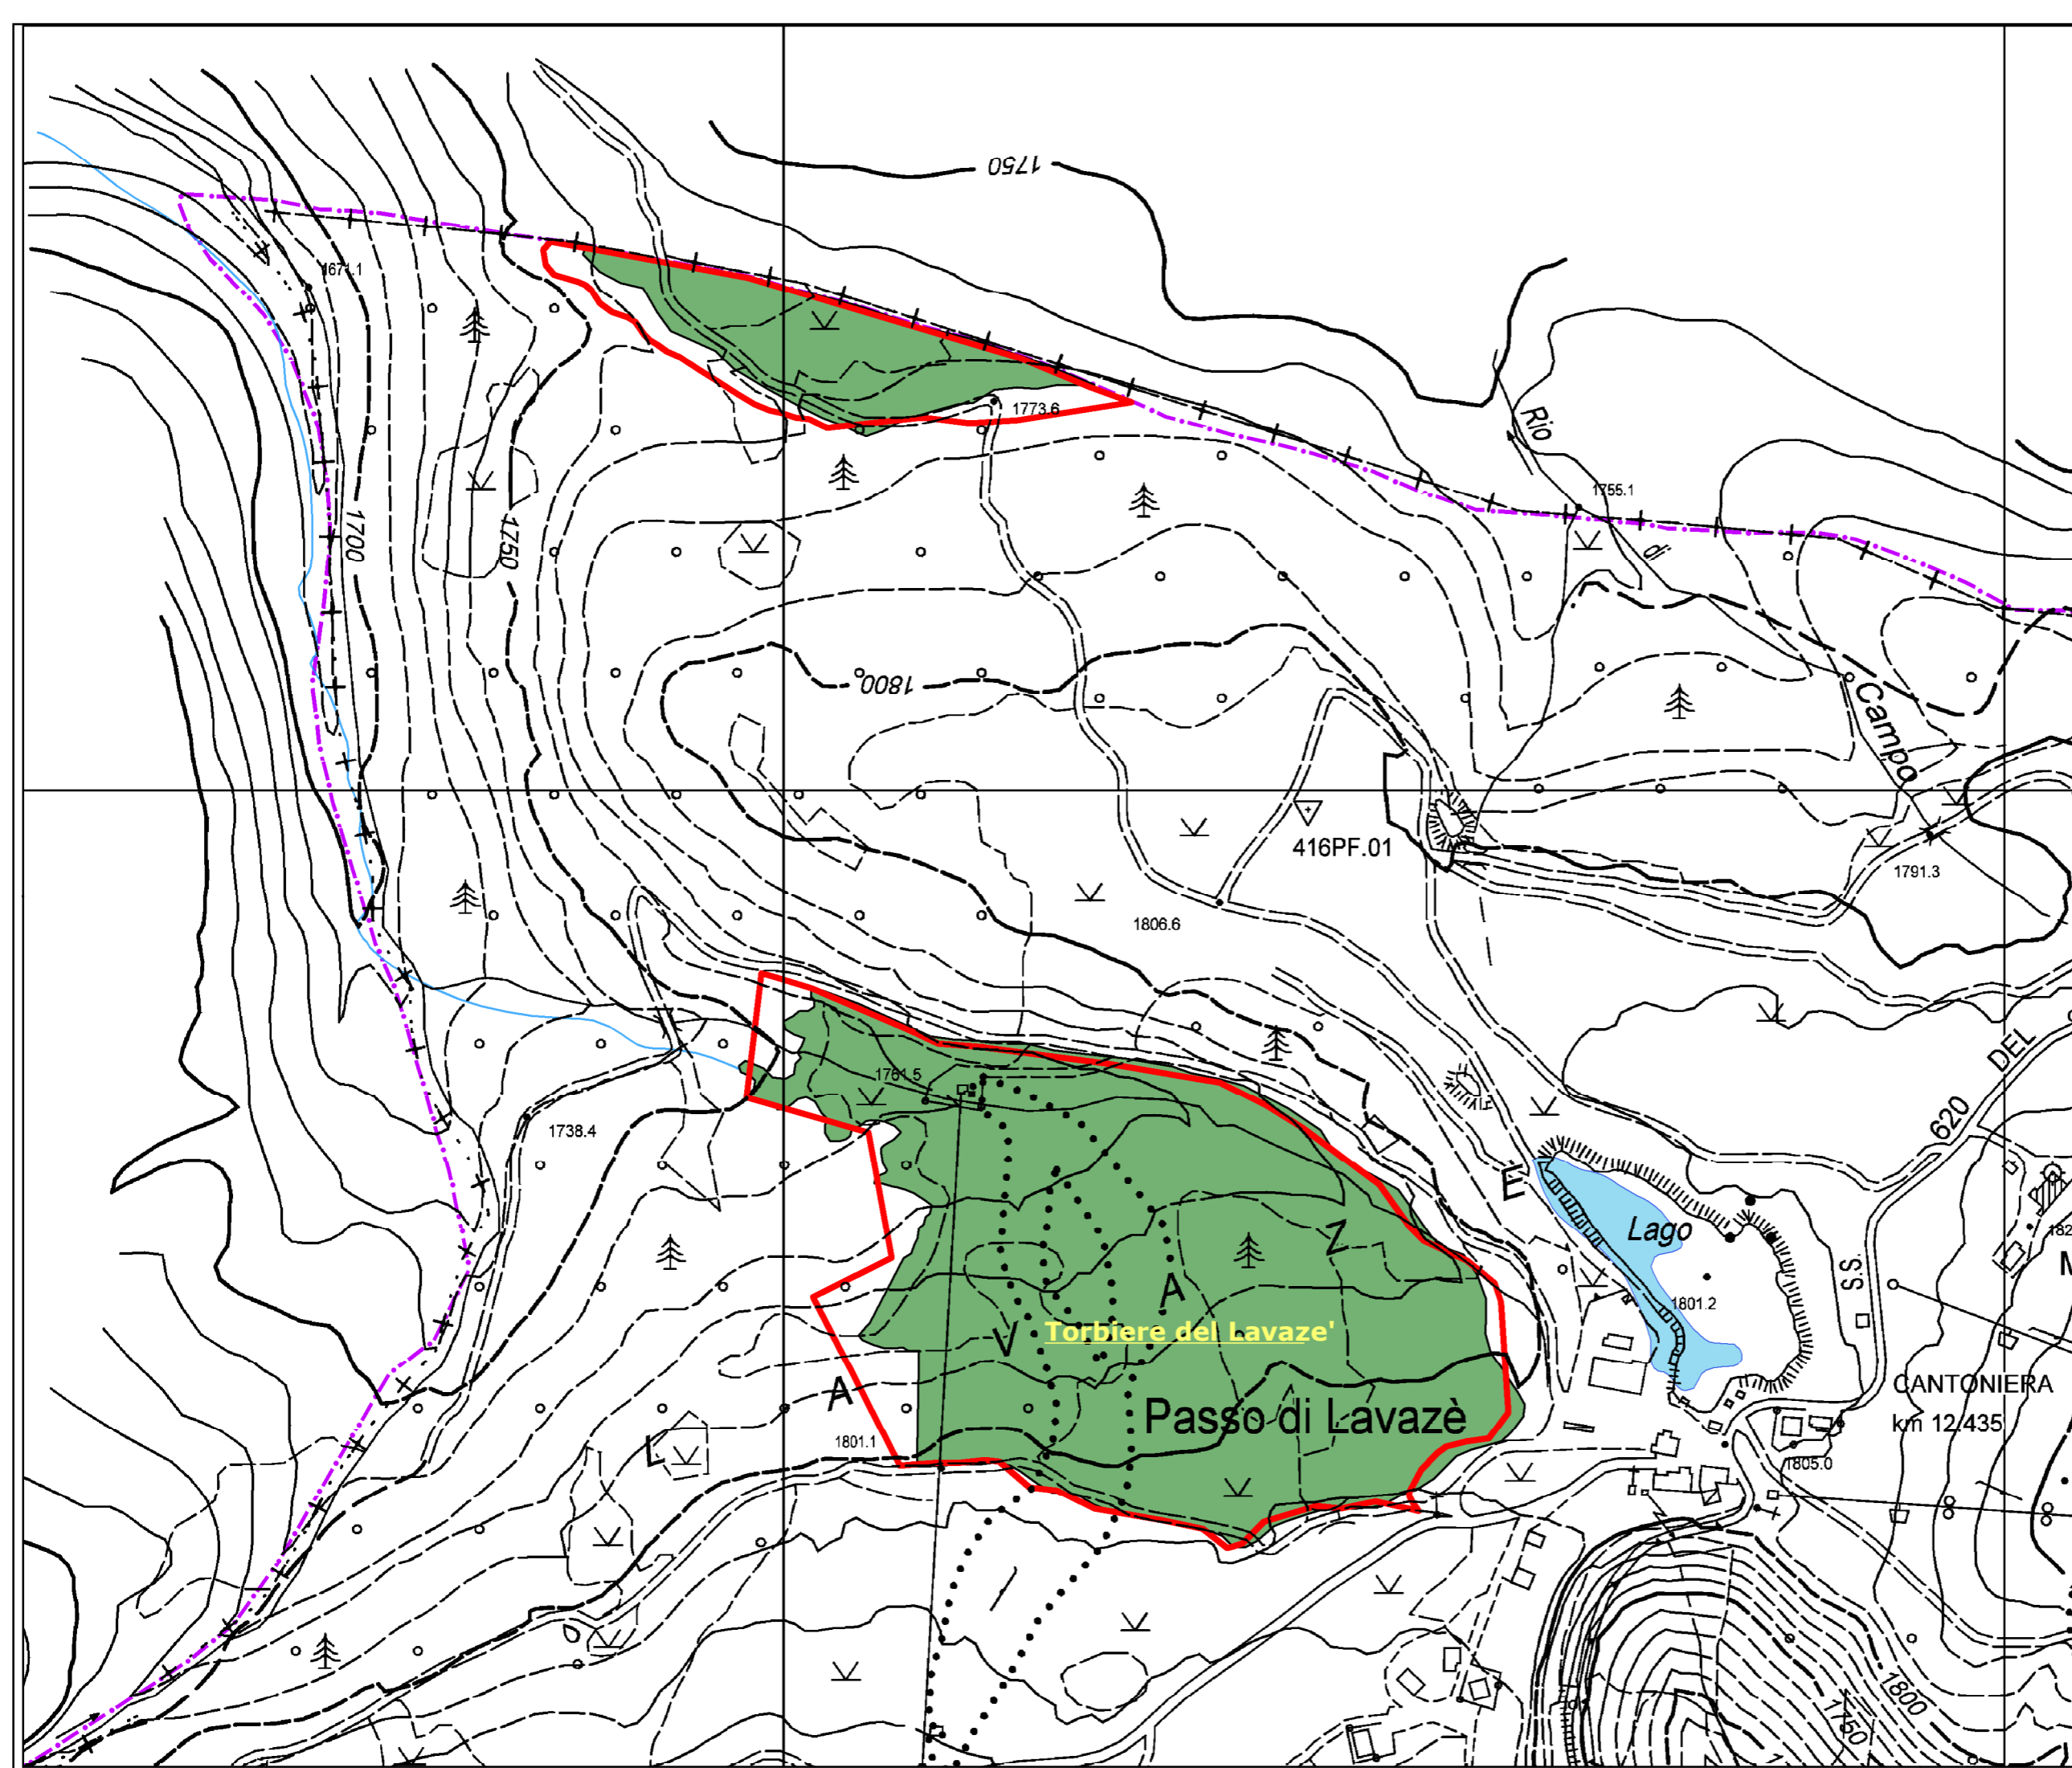 1750
1671.1
1773.6
Rio
1755.1
di
1700
1750
1800
Campo
416PF.01
1791.3
1806.6
DEL
1761.5
620
1738.4
È
Z
Lago
S.S.
1801.2
A
V
Torbiere del Lavaze'
A
CANTONIERA
Passo di Lavazè
km 12.435
1801.1
L
1805.0
1800
1750